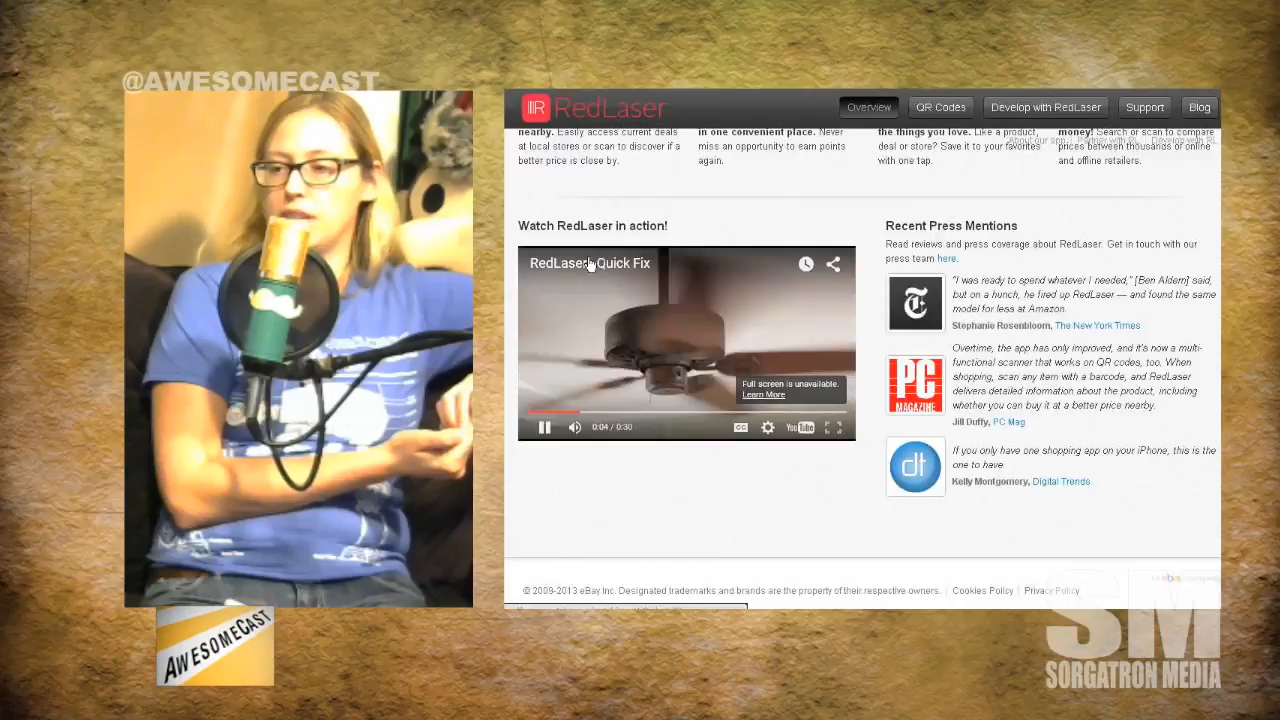 @AWESOMECAST
RedLaser
Overview
QR Codes
Develop with RedLaser
Support
Blog
nearby. Easily access current deals
at local stores or scan to discover if a
better price is close by.
in one convenient place. Never
miss an opportunity to earn points
again.
the things you love. Like a product,
deal or store? Save it to your favorites
with one tap.
money! Search or scan to compare
prices between thousands of online
and offline retailers.
Watch RedLaser in action!
RedLaser: Quick Fix
Full screen is unavailable.
Learn More
0:04 / 0:30
CC
YouTube
Recent Press Mentions
Read reviews and press coverage about RedLaser. Get in touch with our
press team here.
"I was ready to spend whatever I needed," [Ben Aldern] said,
but on a hunch, he fired up RedLaser — and found the same
model for less at Amazon.
Stephanie Rosenbloom, The New York Times
PC
MAGAZINE
Overtime, the app has only improved, and it's now a multi-
functional scanner that works on QR codes, too. When
shopping, scan any item with a barcode, and RedLaser
delivers detailed information about the product, including
whether you can buy it at a better price nearby.
Jill Duffy, PC Mag
dt
If you only have one shopping app on your iPhone, this is the
one to have.
Kelly Montgomery, Digital Trends
© 2009-2013 eBay Inc. Designated trademarks and brands are the property of their respective owners. | Cookies Policy | Privacy Policy
AWESOMECAST
SM
SORGATRON MEDIA